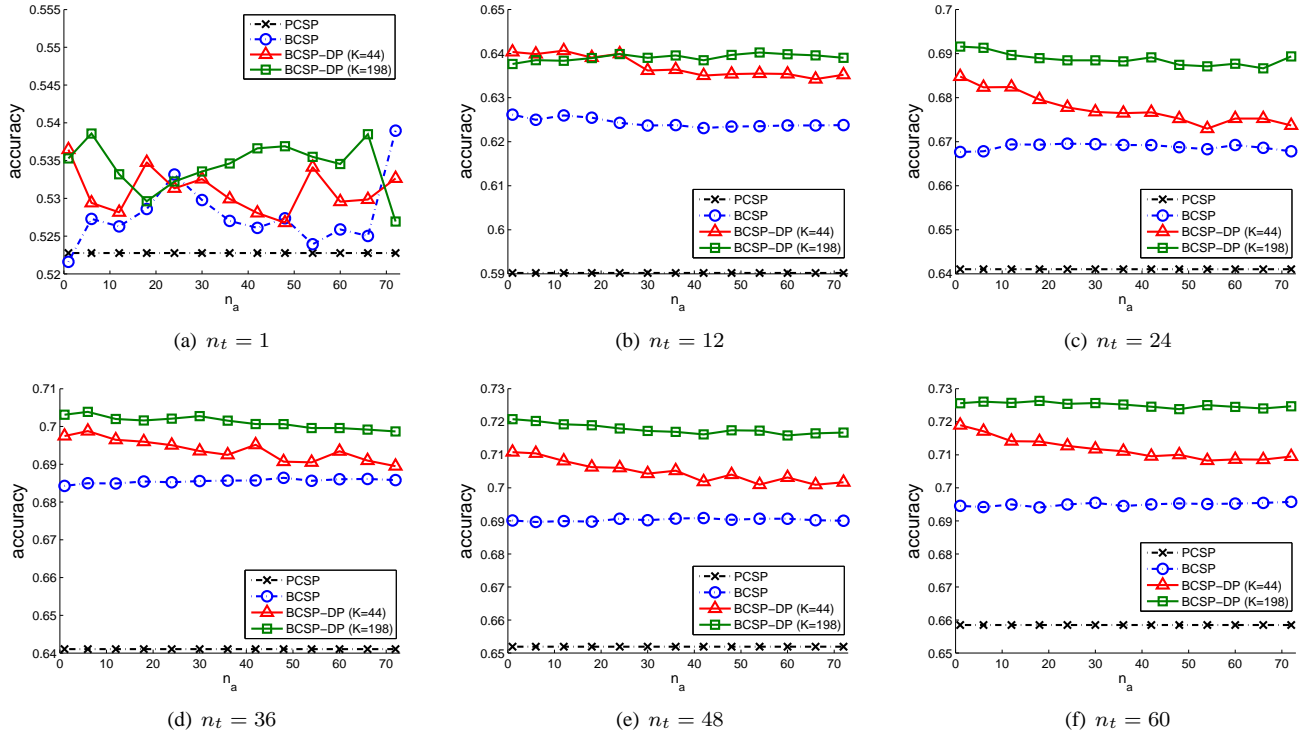 0.555
0.55
0.545
0.54
0.535
0.53
0.525
0.52
accuracy
PCSP
BCSP
BCSP−DP (K=44)
BCSP−DP (K=198)
0 10 20 30 40 50 60 70
n_a
(a) n_t = 1
0.65
0.64
0.63
0.62
0.61
0.6
0.59
accuracy
PCSP
BCSP
BCSP−DP (K=44)
BCSP−DP (K=198)
0 10 20 30 40 50 60 70
n_a
(b) n_t = 12
0.7
0.69
0.68
0.67
0.66
0.65
0.64
accuracy
PCSP
BCSP
BCSP−DP (K=44)
BCSP−DP (K=198)
0 10 20 30 40 50 60 70
n_a
(c) n_t = 24
0.71
0.7
0.69
0.68
0.67
0.66
0.65
0.64
accuracy
PCSP
BCSP
BCSP−DP (K=44)
BCSP−DP (K=198)
0 10 20 30 40 50 60 70
n_a
(d) n_t = 36
0.73
0.72
0.71
0.7
0.69
0.68
0.67
0.66
0.65
accuracy
PCSP
BCSP
BCSP−DP (K=44)
BCSP−DP (K=198)
0 10 20 30 40 50 60 70
n_a
(e) n_t = 48
0.73
0.72
0.71
0.7
0.69
0.68
0.67
0.66
0.65
accuracy
PCSP
BCSP
BCSP−DP (K=44)
BCSP−DP (K=198)
0 10 20 30 40 50 60 70
n_a
(f) n_t = 60